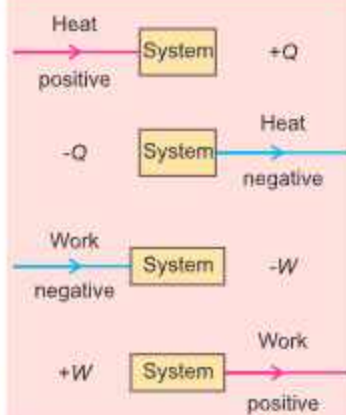 Heat
System +Q
positive
Heat
-Q System
negative
Work
System -W
negative
Work
+W System
positive